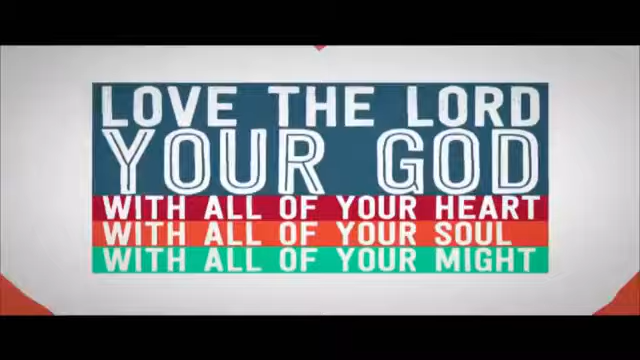 LOVE THE LORD
YOUR GOD
WITH ALL OF YOUR HEART
WITH ALL OF YOUR SOUL
WITH ALL OF YOUR MIGHT